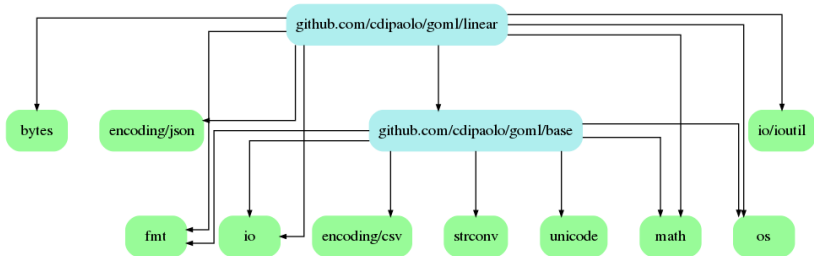 github.com/cdipaolo/goml/linear
bytes
encoding/json
github.com/cdipaolo/goml/base
io/ioutil
fmt
io
encoding/csv
strconv
unicode
math
os